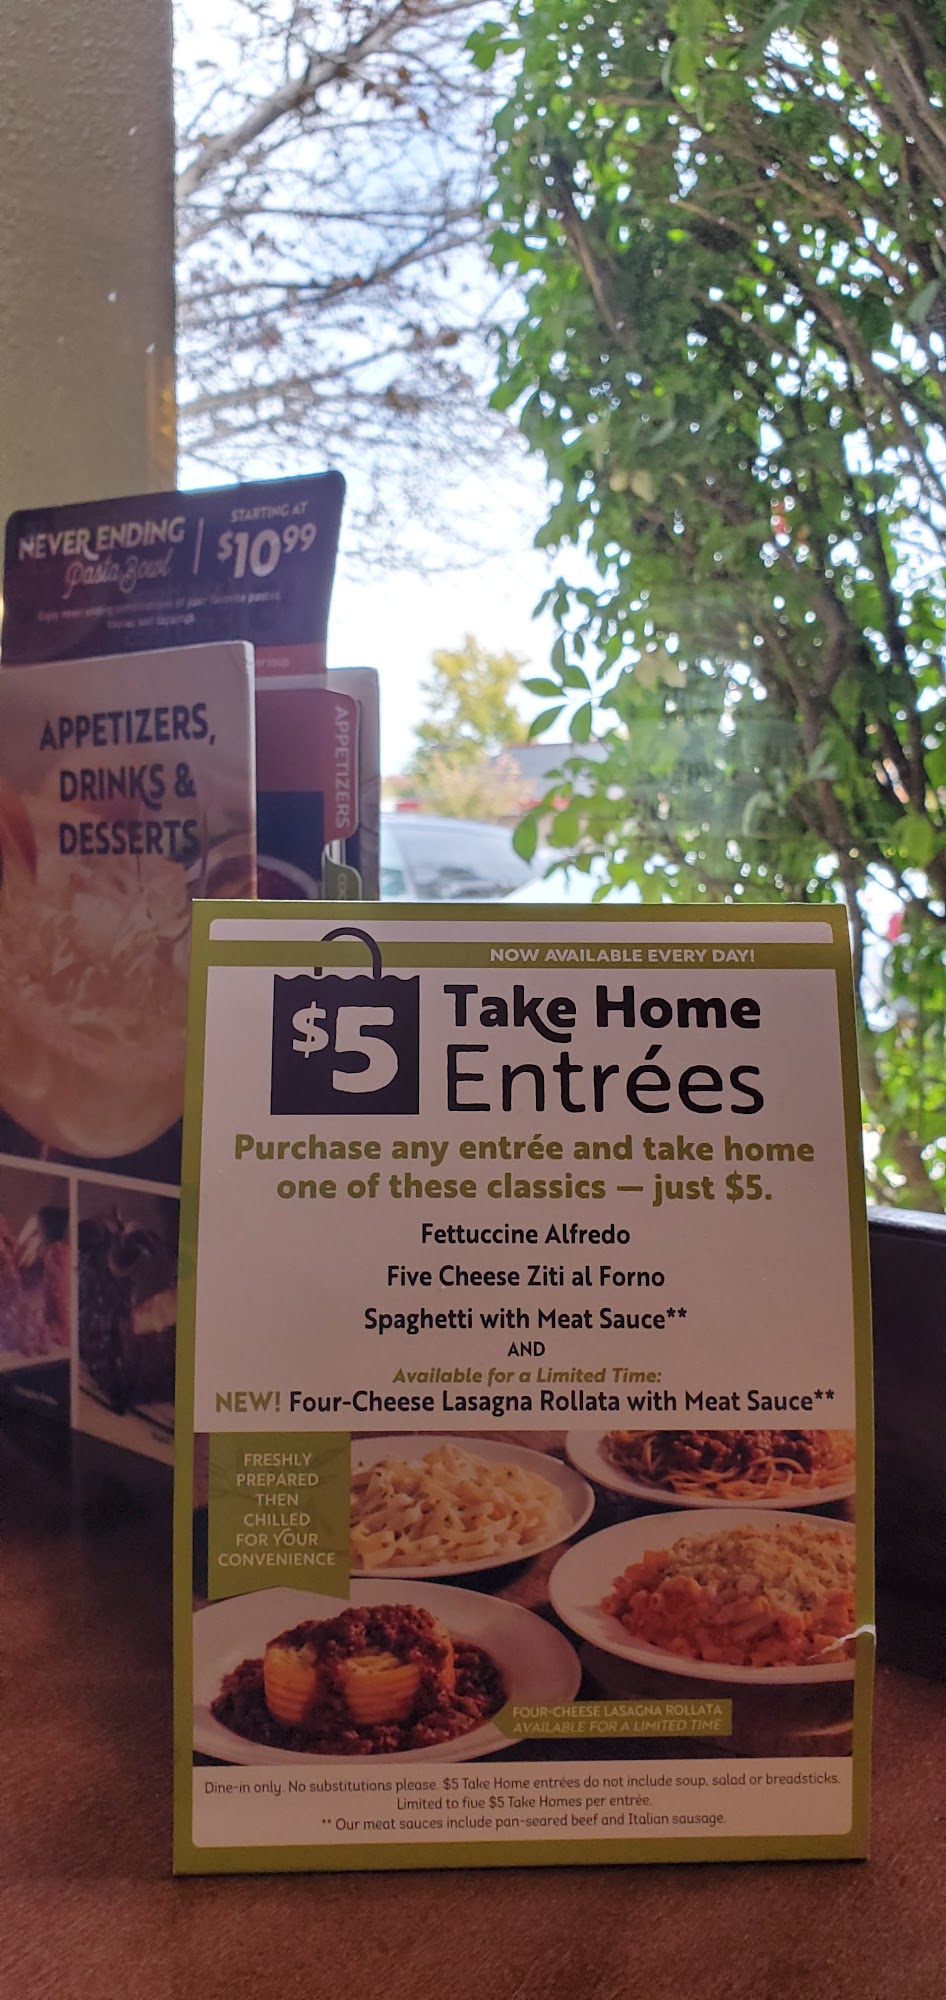 NEVER ENDING
Pasta Bowl
STARTING AT
$10.99
APPETIZERS,
DRINKS &
DESSERTS
APPETIZERS
NOW AVAILABLE EVERY DAY!
$5
Take Home
Entrées
Purchase any entrée and take home
one of these classics — just $5.
Fettuccine Alfredo
Five Cheese Ziti al Forno
Spaghetti with Meat Sauce**
AND
Available for a Limited Time:
NEW! Four-Cheese Lasagna Rollata with Meat Sauce**
FRESHLY
PREPARED
THEN
CHILLED
FOR YOUR
CONVENIENCE
FOUR-CHEESE LASAGNA ROLLATA
AVAILABLE FOR A LIMITED TIME
Dine-in only. No substitutions please. $5 Take Home entrées do not include soup, salad or breadsticks.
Limited to five $5 Take Homes per entrée.
** Our meat sauces include pan-seared beef and Italian sausage.